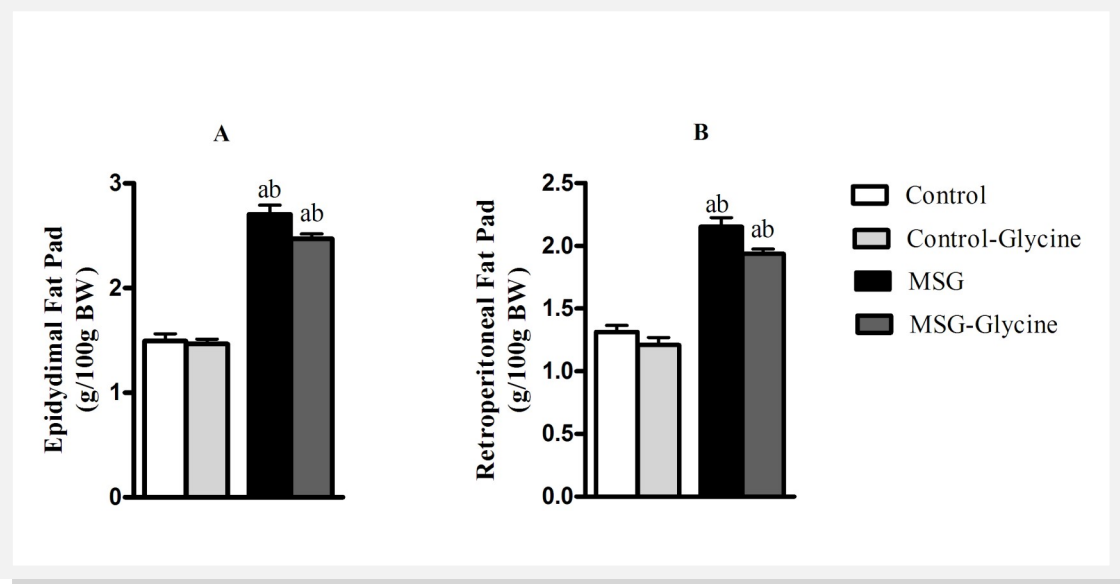 A
Epidydimal Fat Pad
(g/100g BW)
3
2
1
0
ab
ab
B
Retroperitoneal Fat Pad
(g/100g BW)
2.5
2.0
1.5
1.0
0.5
0.0
ab
ab
Control
Control-Glycine
MSG
MSG-Glycine